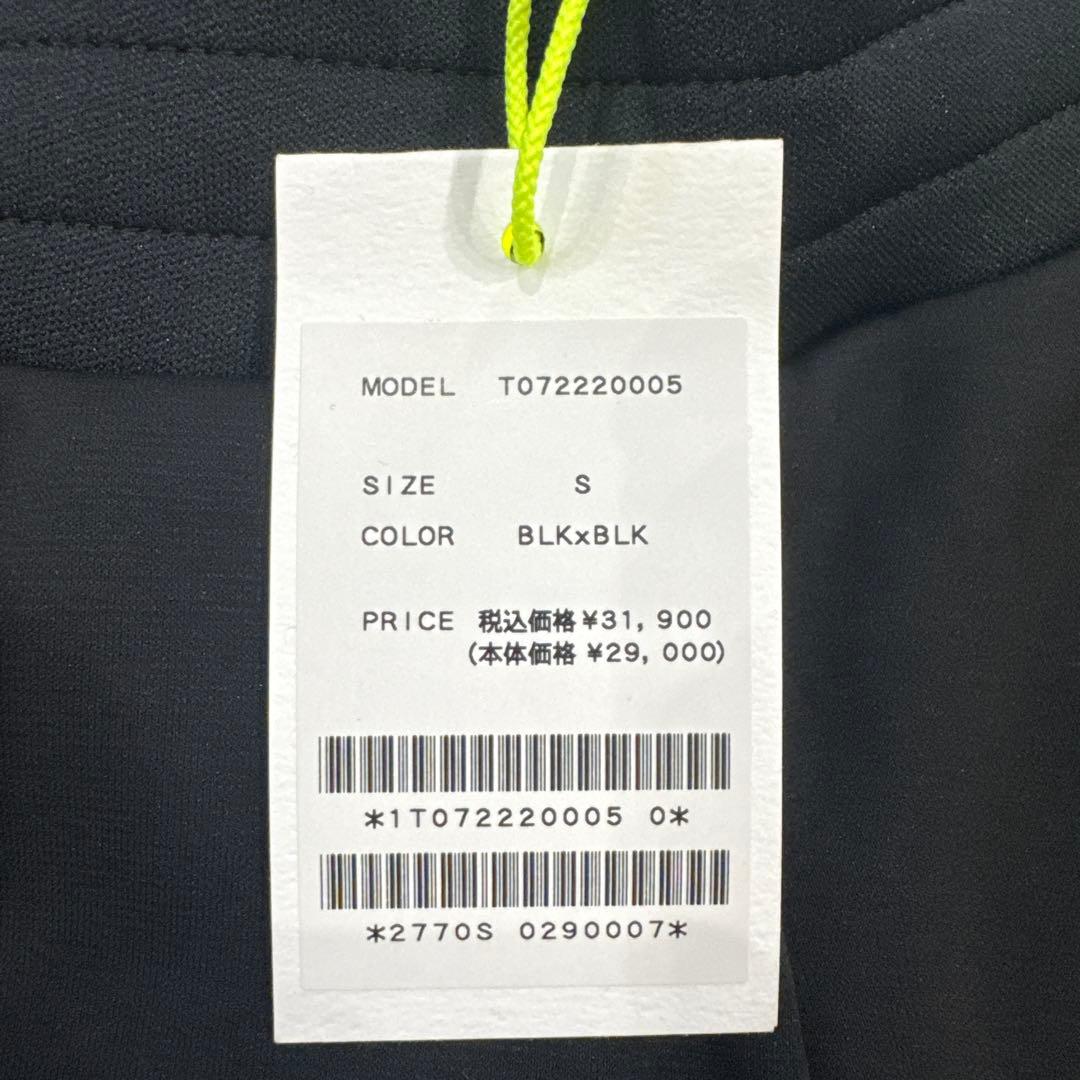 MODEL T072220005
SIZE S
COLOR BLKxBLK
PRICE 税込価格¥31,900
(本体価格 ¥29,000)
*1T072220005 0*
*2770S 0290007*